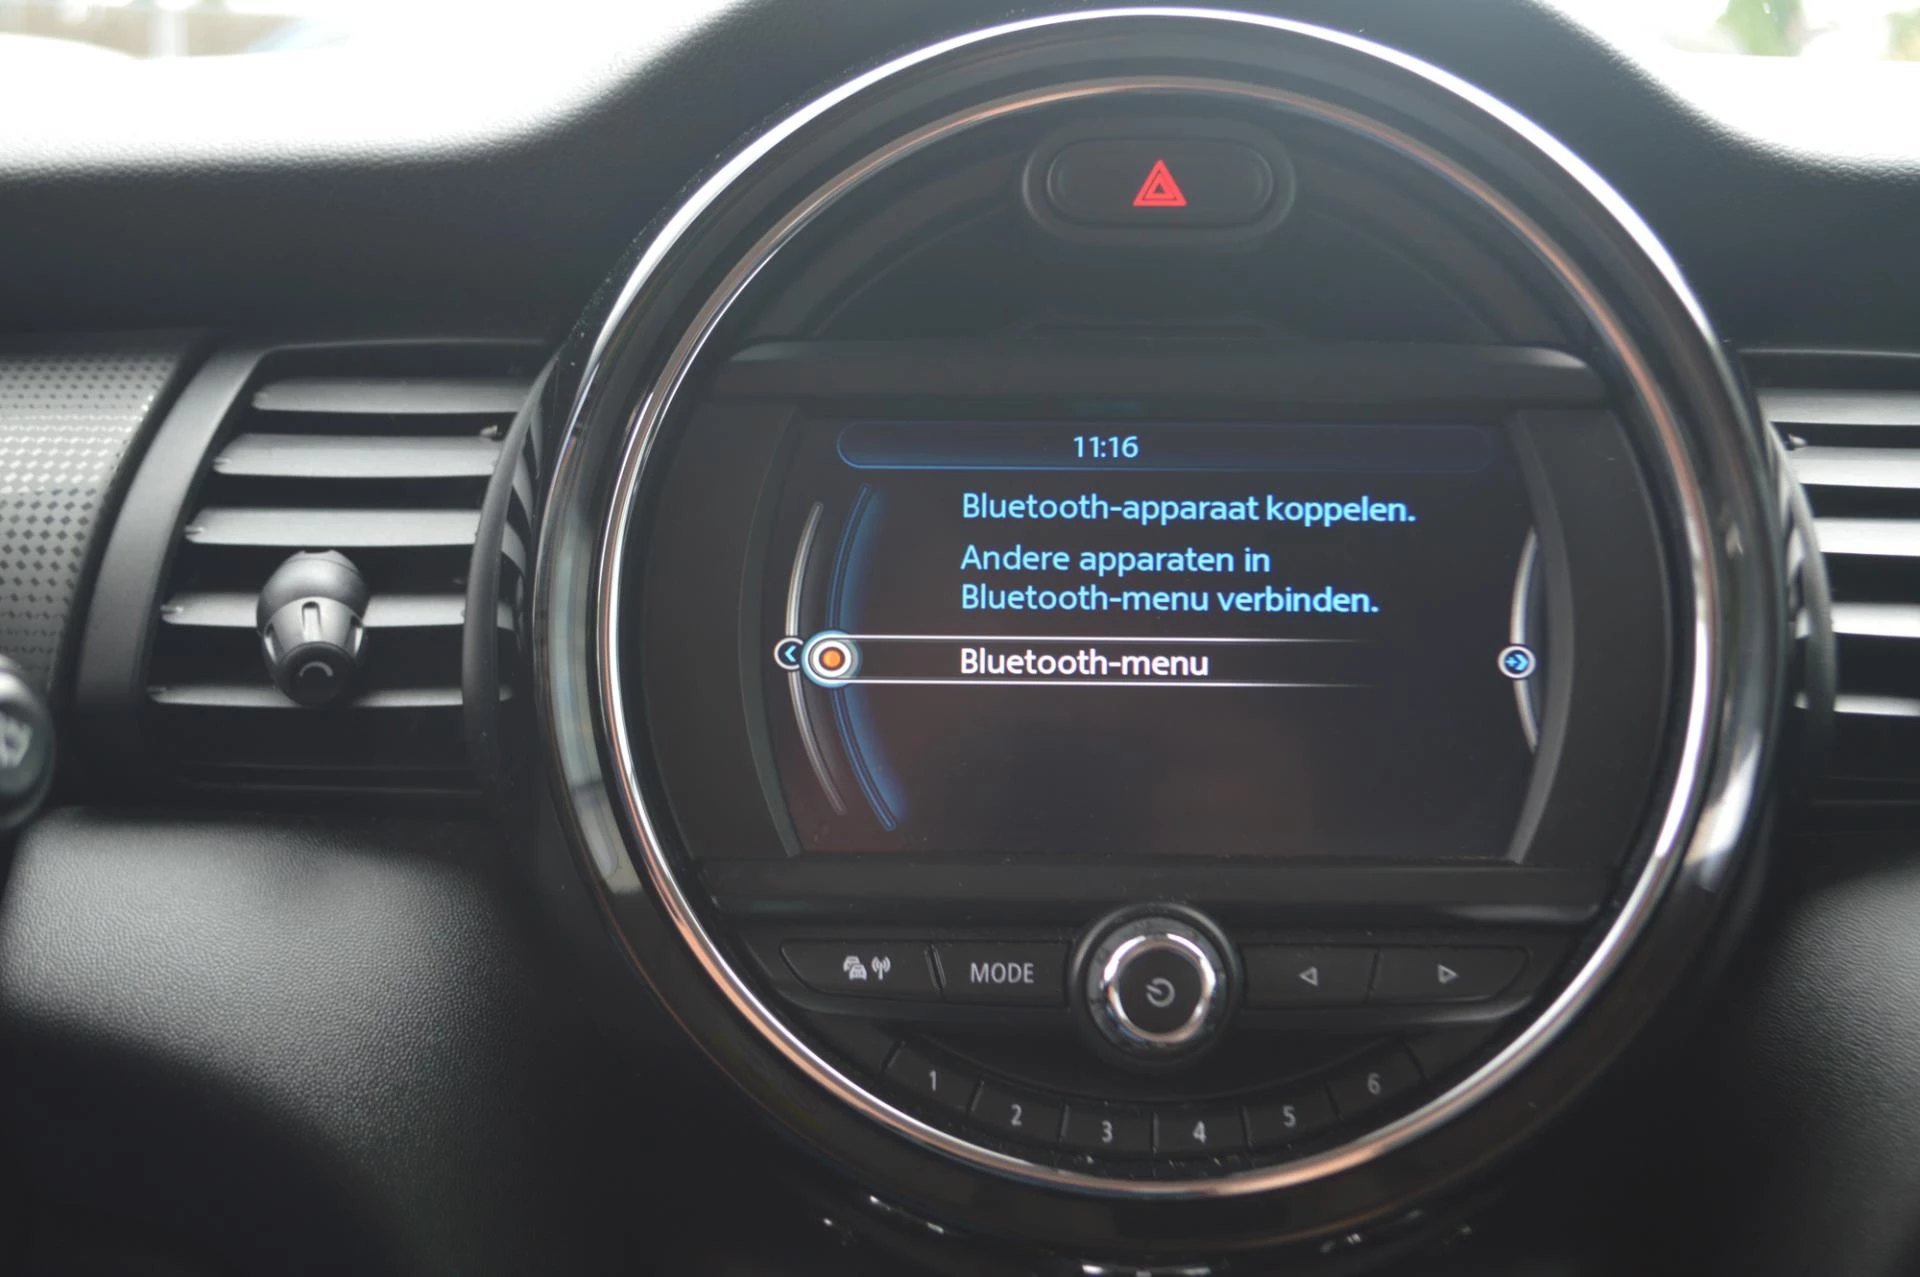 11:16
Bluetooth-apparaat koppelen.
Andere apparaten in
Bluetooth-menu verbinden.
Bluetooth-menu
MODE
1
2
3
4
5
6